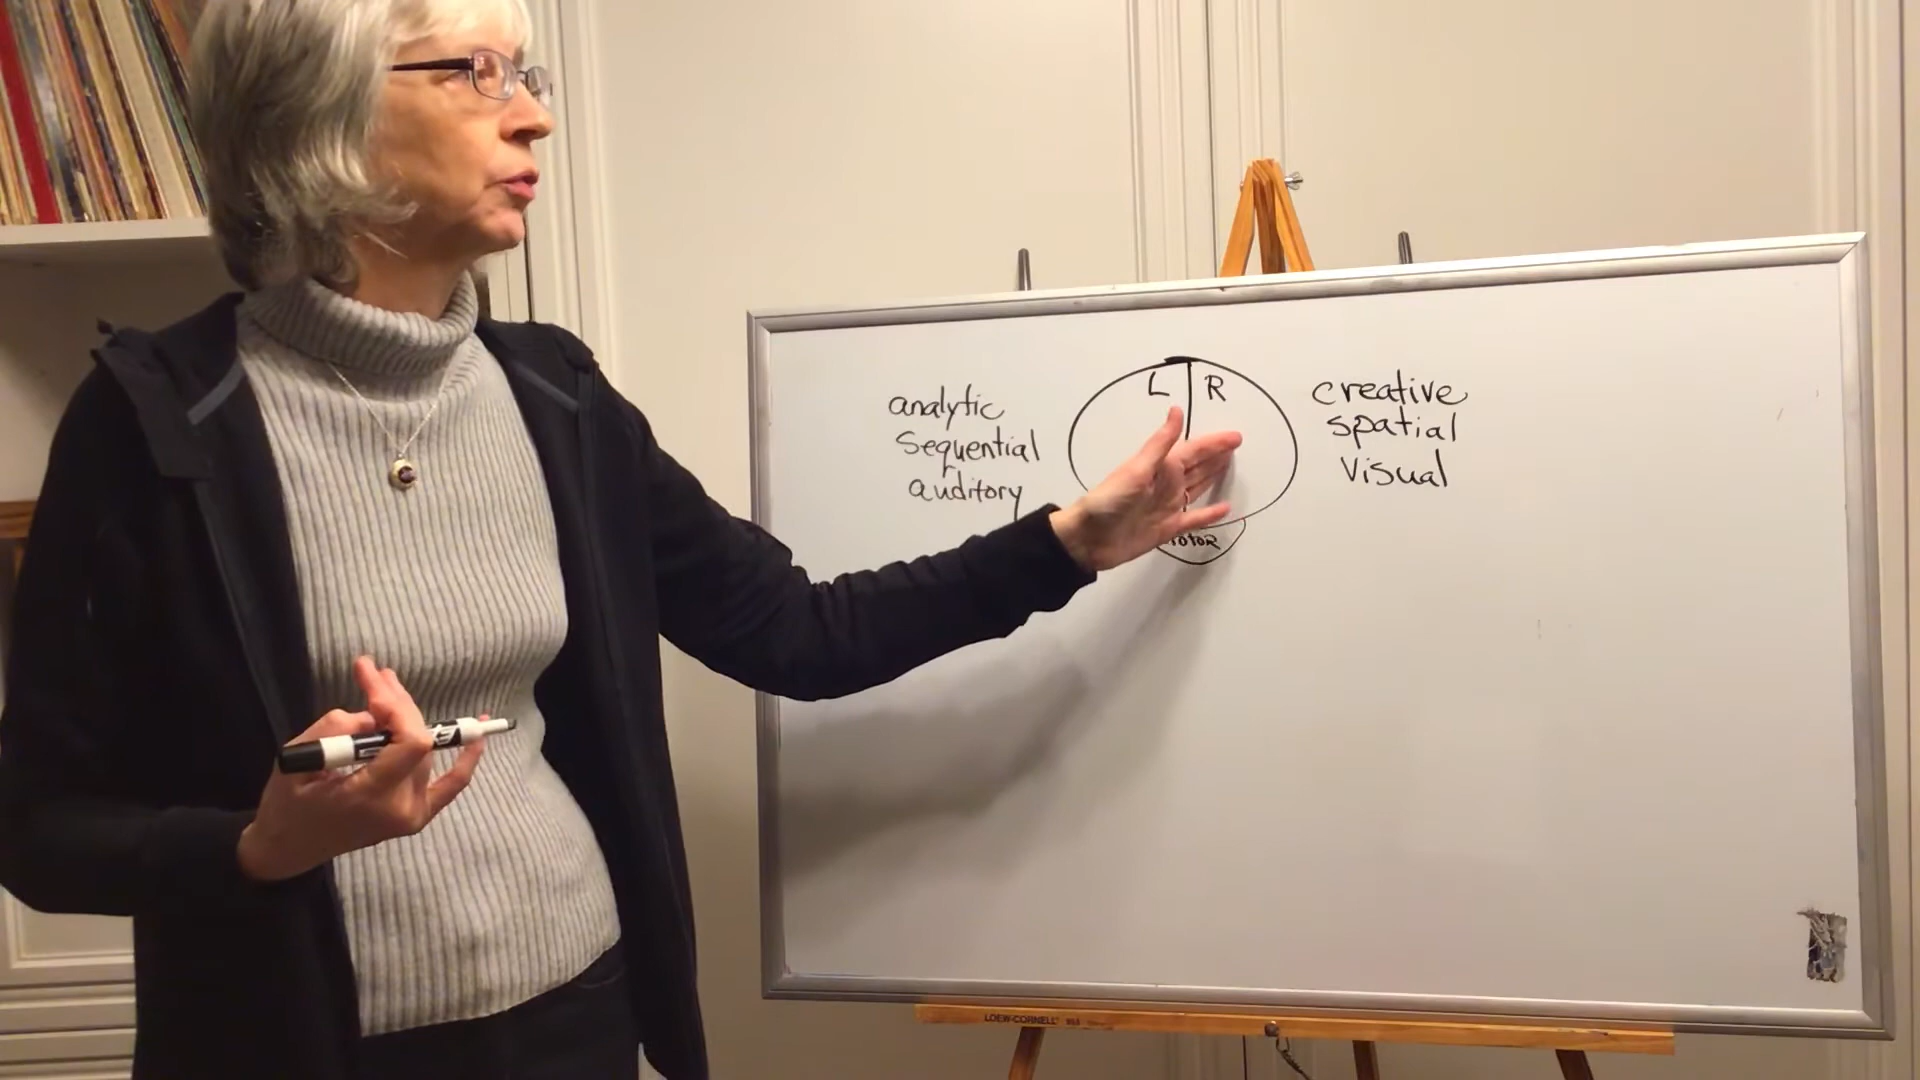 L R
analytic
Sequential
auditory
creative
spatial
Visual
LOEW-CORNELL